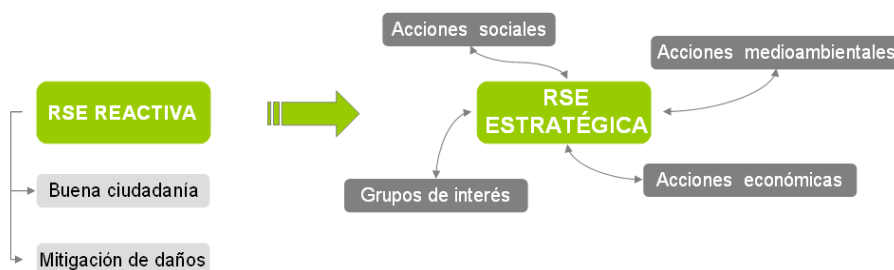 RSE REACTIVA
Buena ciudadanía
Mitigación de daños
Acciones sociales
Acciones medioambientales
RSE
ESTRATÉGICA
Grupos de interés
Acciones económicas